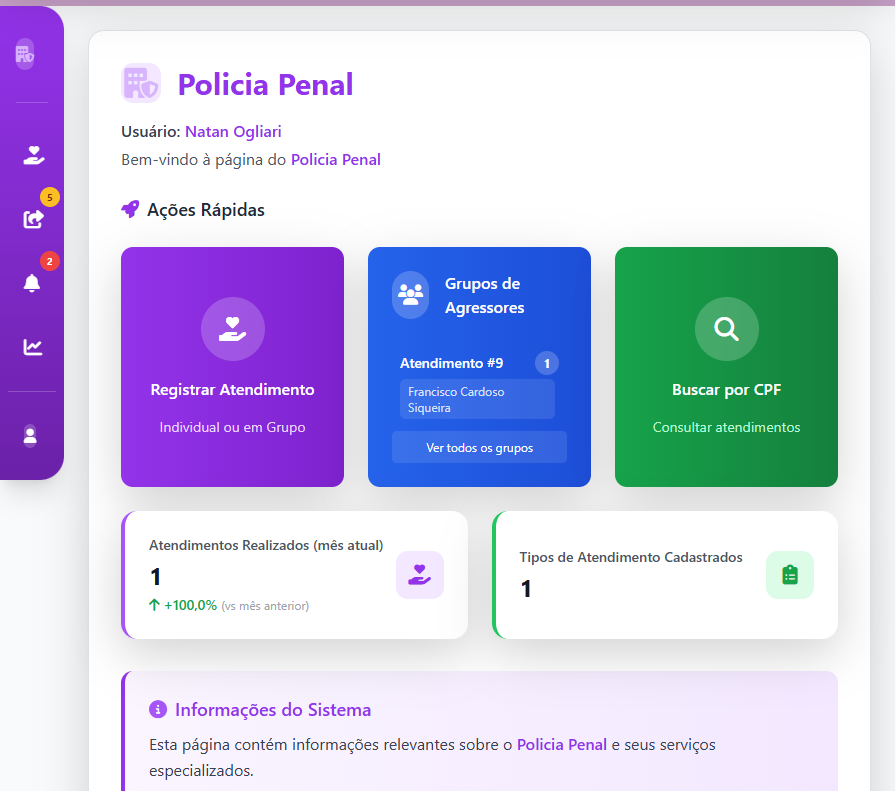 Policia Penal
Usuário: Natan Ogliari
Bem-vindo à página do Policia Penal
5
Ações Rápidas
2
Registrar Atendimento
Individual ou em Grupo
Grupos de
Agressores
Atendimento #9 1
Francisco Cardoso
Siqueira
Ver todos os grupos
Buscar por CPF
Consultar atendimentos
Atendimentos Realizados (mês atual)
1
+100,0% (vs mês anterior)
Tipos de Atendimento Cadastrados
1
Informações do Sistema
Esta página contém informações relevantes sobre o Policia Penal e seus serviços
especializados.